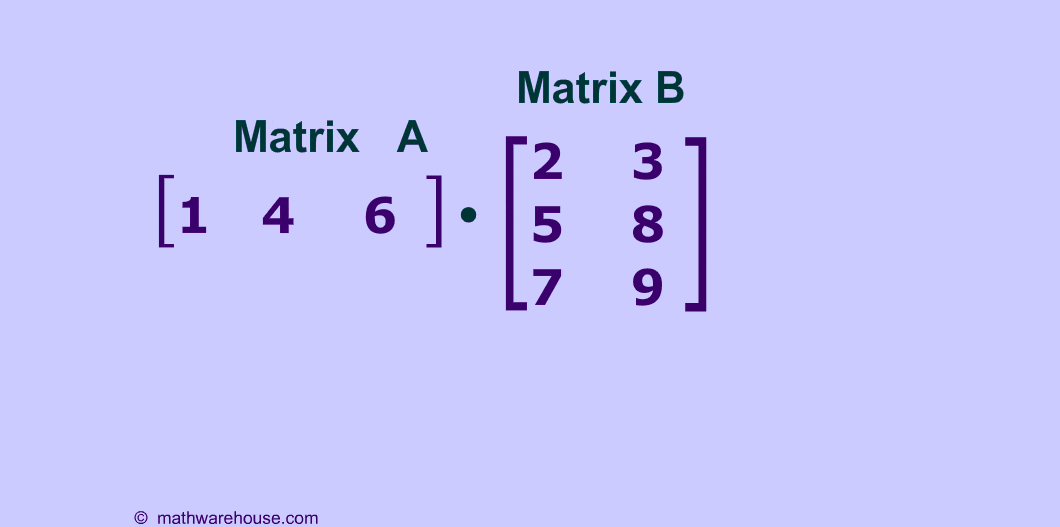 Matrix B
Matrix A
[1 4 6] • [2 3
5 8
7 9]
© mathwarehouse.com